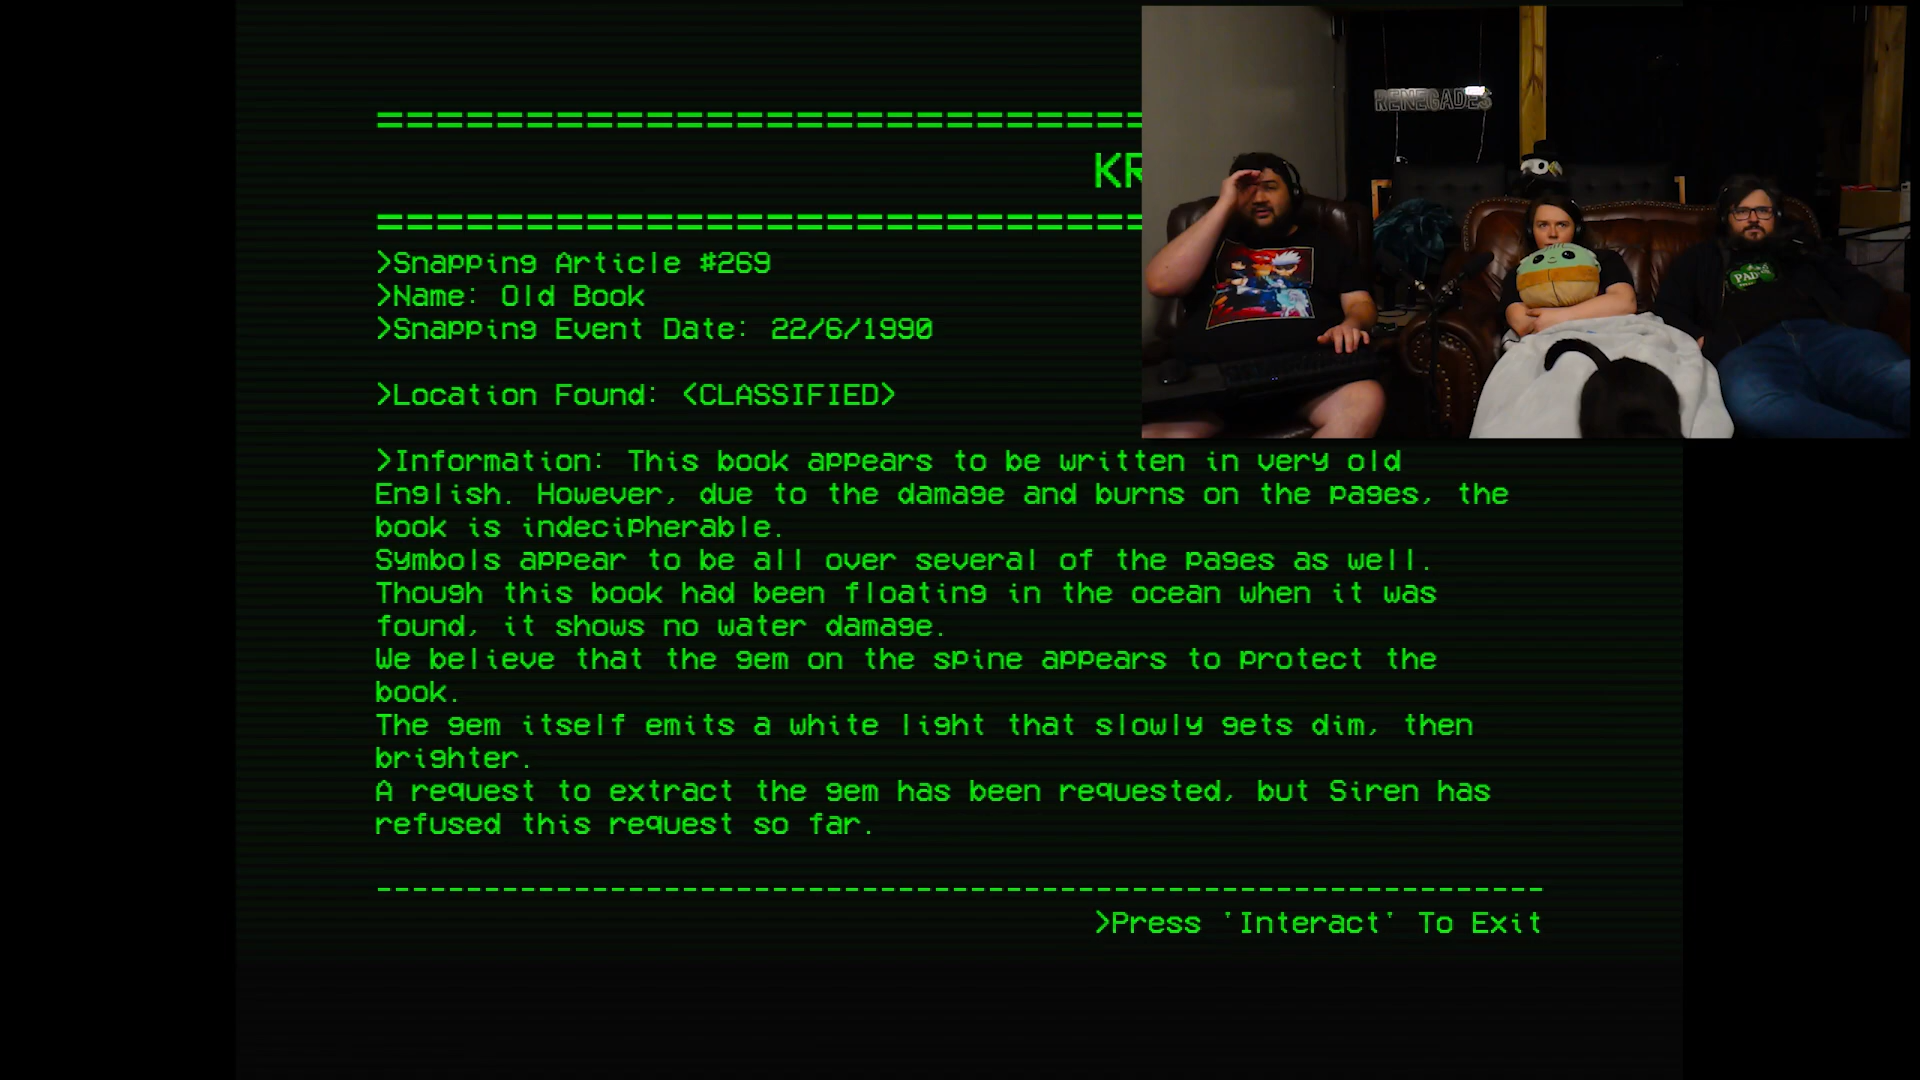 ==========================
KR
==========================
>Snapping Article #269
>Name: Old Book
>Snapping Event Date: 22/6/1990
>Location Found: <CLASSIFIED>
>Information: This book appears to be written in very old
English. However, due to the damage and burns on the pages, the
book is indecipherable.
Symbols appear to be all over several of the pages as well.
Though this book had been floating in the ocean when it was
found, it shows no water damage.
We believe that the gem on the spine appears to protect the
book.
The gem itself emits a white light that slowly gets dim, then
brighter.
A request to extract the gem has been requested, but Siren has
refused this request so far.
-----------------------------------------------------------------
>Press 'Interact' To Exit
RENEGADES